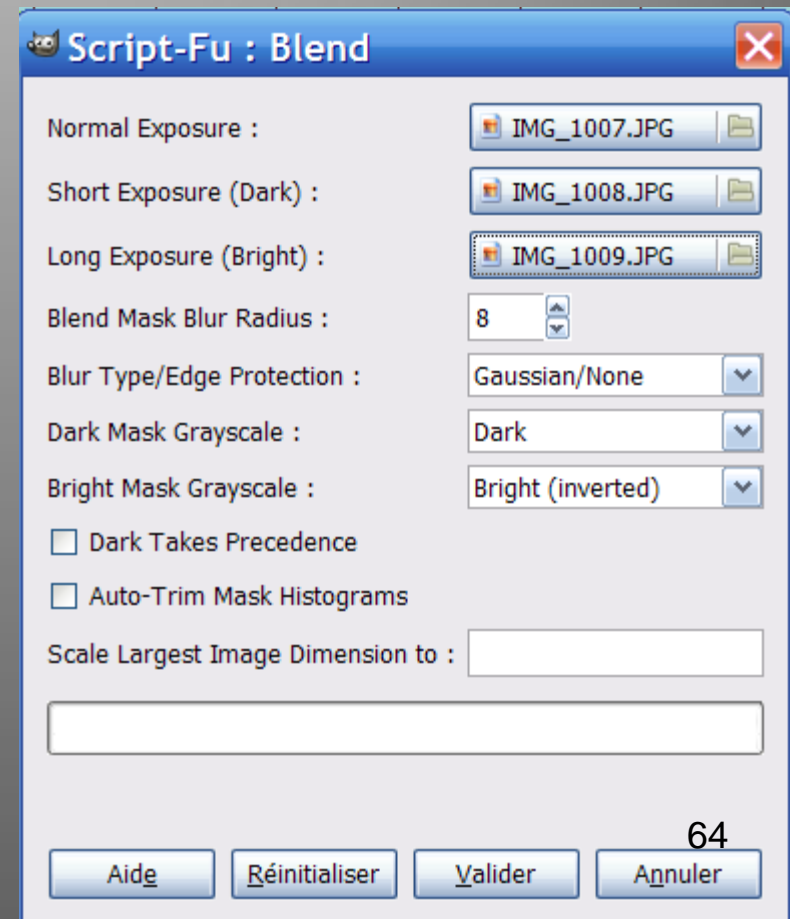 Script-Fu : Blend
Normal Exposure : IMG_1007.JPG
Short Exposure (Dark) : IMG_1008.JPG
Long Exposure (Bright) : IMG_1009.JPG
Blend Mask Blur Radius : 8
Blur Type/Edge Protection : Gaussian/None
Dark Mask Grayscale : Dark
Bright Mask Grayscale : Bright (inverted)
Dark Takes Precedence
Auto-Trim Mask Histograms
Scale Largest Image Dimension to :
64
Aide Réinitialiser Valider Annuler